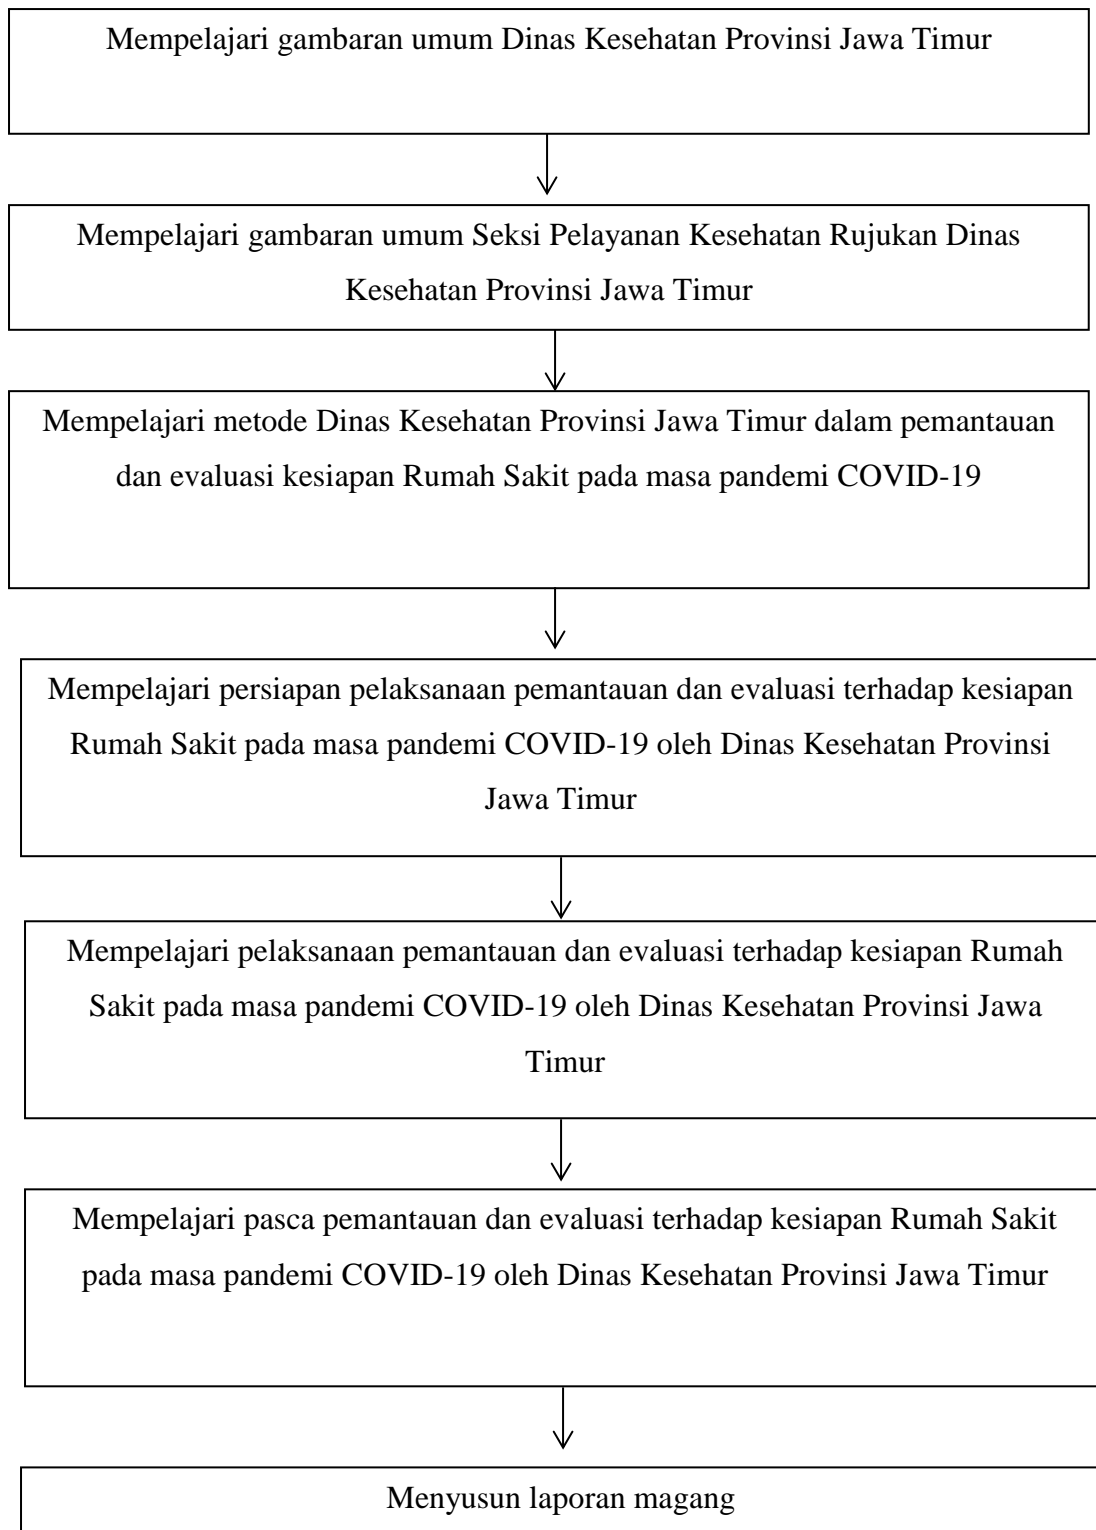 Mempelajari gambaran umum Dinas Kesehatan Provinsi Jawa Timur
Mempelajari gambaran umum Seksi Pelayanan Kesehatan Rujukan Dinas
Kesehatan Provinsi Jawa Timur
Mempelajari metode Dinas Kesehatan Provinsi Jawa Timur dalam pemantauan
dan evaluasi kesiapan Rumah Sakit pada masa pandemi COVID-19
Mempelajari persiapan pelaksanaan pemantauan dan evaluasi terhadap kesiapan
Rumah Sakit pada masa pandemi COVID-19 oleh Dinas Kesehatan Provinsi
Jawa Timur
Mempelajari pelaksanaan pemantauan dan evaluasi terhadap kesiapan Rumah
Sakit pada masa pandemi COVID-19 oleh Dinas Kesehatan Provinsi Jawa
Timur
Mempelajari pasca pemantauan dan evaluasi terhadap kesiapan Rumah Sakit
pada masa pandemi COVID-19 oleh Dinas Kesehatan Provinsi Jawa Timur
Menyusun laporan magang